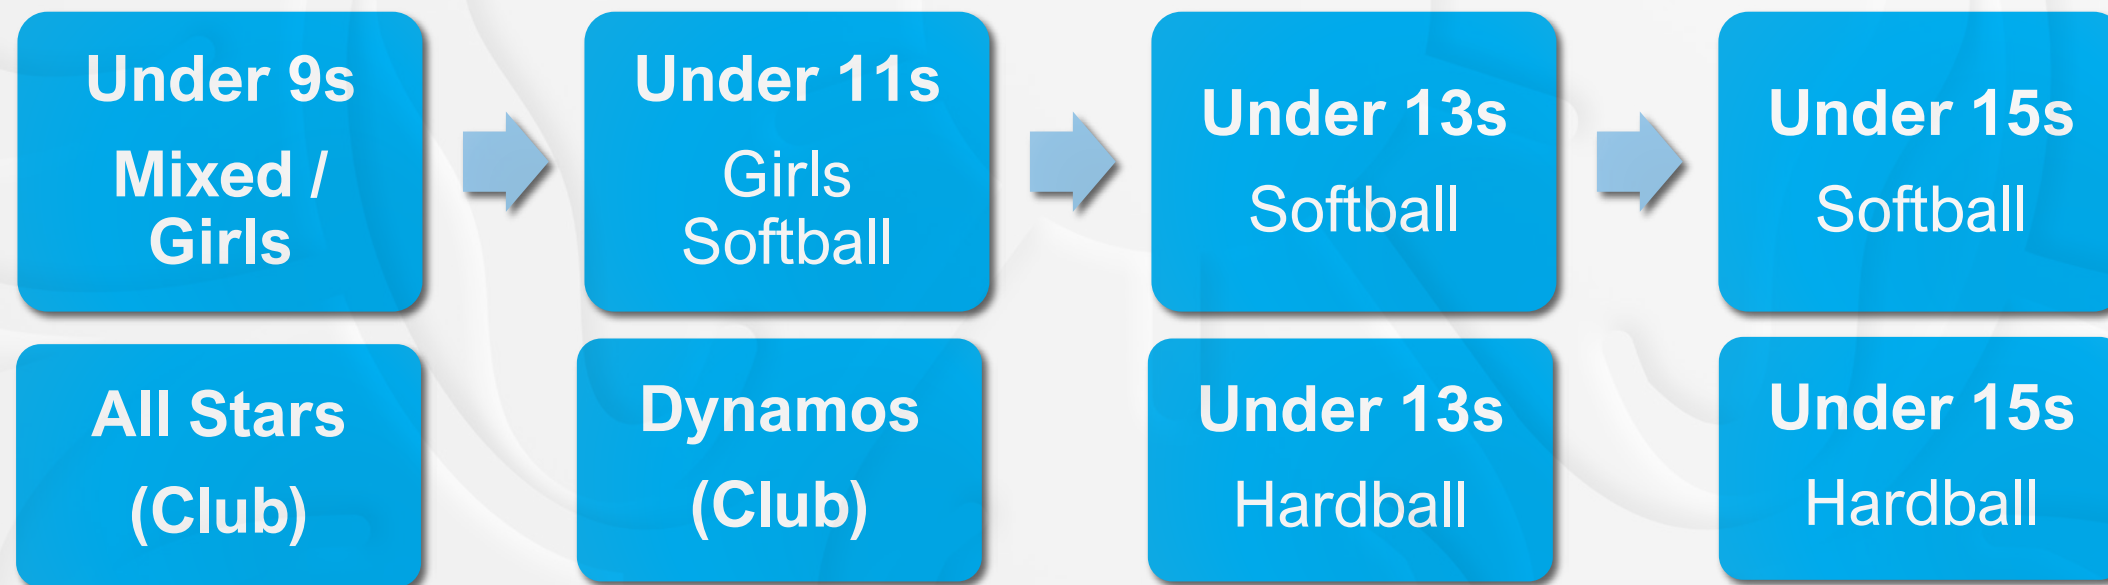 Under 9s
Mixed /
Girls
Under 11s
Girls
Softball
Under 13s
Softball
Under 15s
Softball
All Stars
(Club)
Dynamos
(Club)
Under 13s
Hardball
Under 15s
Hardball